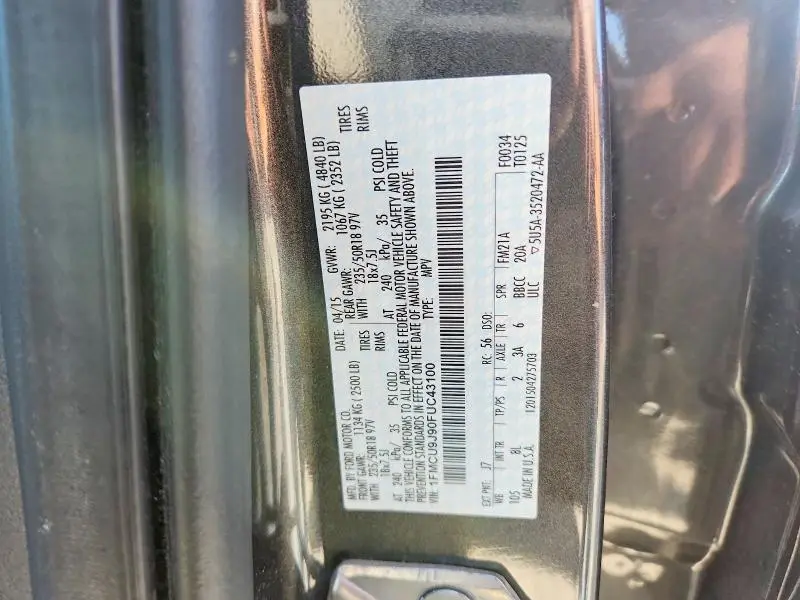 MFD. BY FORD MOTOR CO.
DATE: 04/15 GVWR: 2195 KG ( 4840 LB)
FRONT GAWR: 1134 KG ( 2500 LB) REAR GAWR: 1067 KG ( 2352 LB)
WITH 235/50R18 97V TIRES WITH 235/50R18 97V TIRES
18x7.5J RIMS 18x7.5J RIMS
AT 240 kPa/ 35 PSI COLD AT 240 kPa/ 35 PSI COLD
THIS VEHICLE CONFORMS TO ALL APPLICABLE FEDERAL MOTOR VEHICLE SAFETY AND THEFT
PREVENTION STANDARDS IN EFFECT ON THE DATE OF MANUFACTURE SHOWN ABOVE.
VIN: 1FMCU9J90FUC43100 TYPE: MPV
EXT PNT: J7 RC: 56 DSO: F0034
WB INT TR TP/PS R AXLE TR SPR FM21A T0125
105 8L 2 3A 6 BBCC 20A
1201504275703 ULC ▽5U5A-3520472-AA
MADE IN U.S.A.